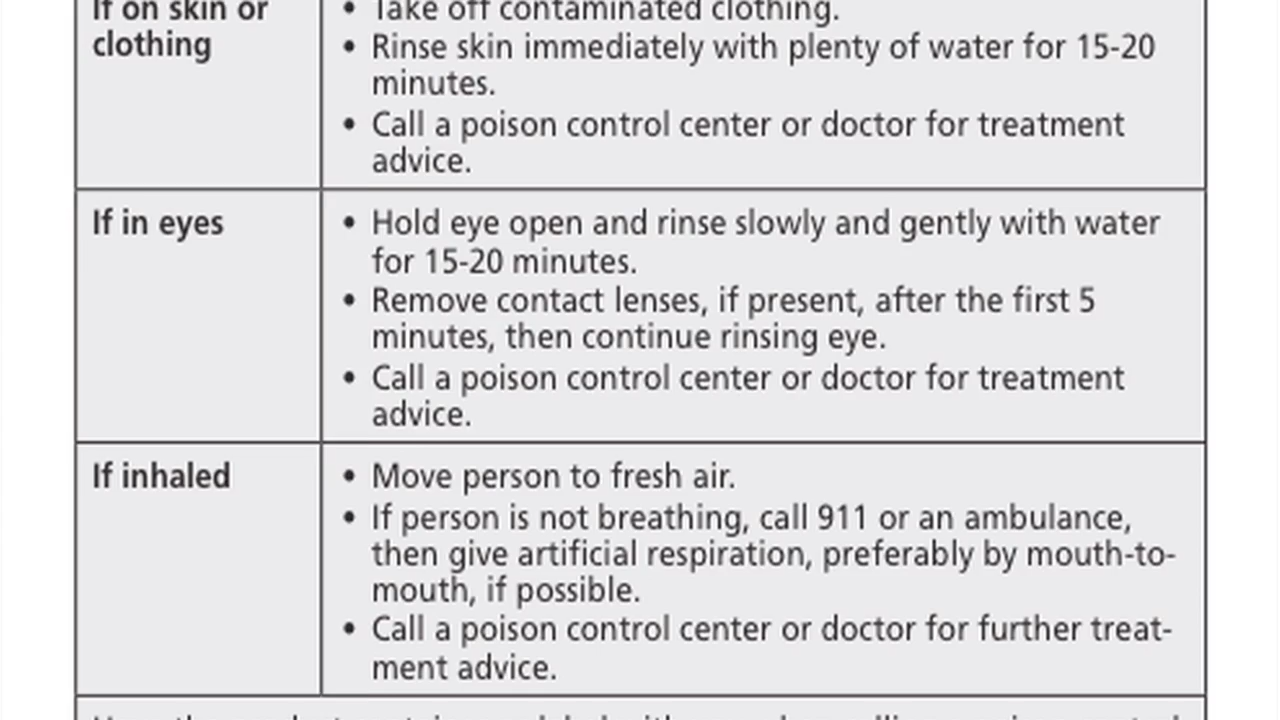 If on skin or
clothing
• Take off contaminated clothing.
• Rinse skin immediately with plenty of water for 15-20
minutes.
• Call a poison control center or doctor for treatment
advice.
If in eyes
• Hold eye open and rinse slowly and gently with water
for 15-20 minutes.
• Remove contact lenses, if present, after the first 5
minutes, then continue rinsing eye.
• Call a poison control center or doctor for treatment
advice.
If inhaled
• Move person to fresh air.
• If person is not breathing, call 911 or an ambulance,
then give artificial respiration, preferably by mouth-to-
mouth, if possible.
• Call a poison control center or doctor for further treat-
ment advice.